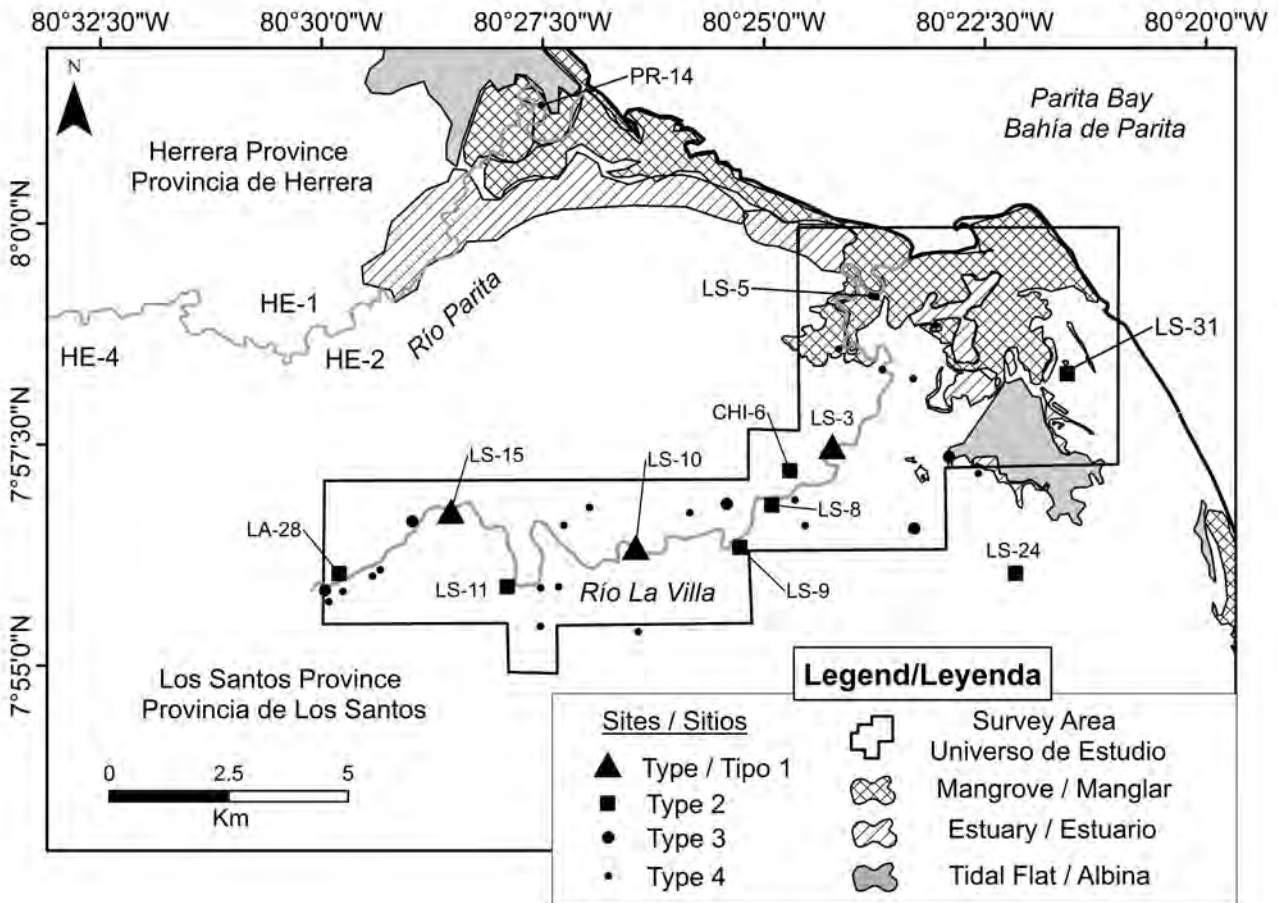 80°32'30"W 80°30'00"W 80°27'30"W 80°25'00"W 80°22'30"W 80°20'00"W
N
PR-14
Parita Bay
Bahía de Parita
Herrera Province
Provincia de Herrera
8°0'0"N
HE-1
HE-4
HE-2
Río Parita
LS-5
LS-31
CHI-6
LS-3
7°57'30"N
LS-15
LS-10
LS-8
LA-28
LS-11
Río La Villa
LS-9
LS-24
7°55'0"N
Los Santos Province
Provincia de Los Santos
0 2.5 5
Km
Legend/Leyenda
Sites / Sitios
Type / Tipo 1
Type 2
Type 3
Type 4
Survey Area
Universo de Estudio
Mangrove / Manglar
Estuary / Estuario
Tidal Flat / Albina